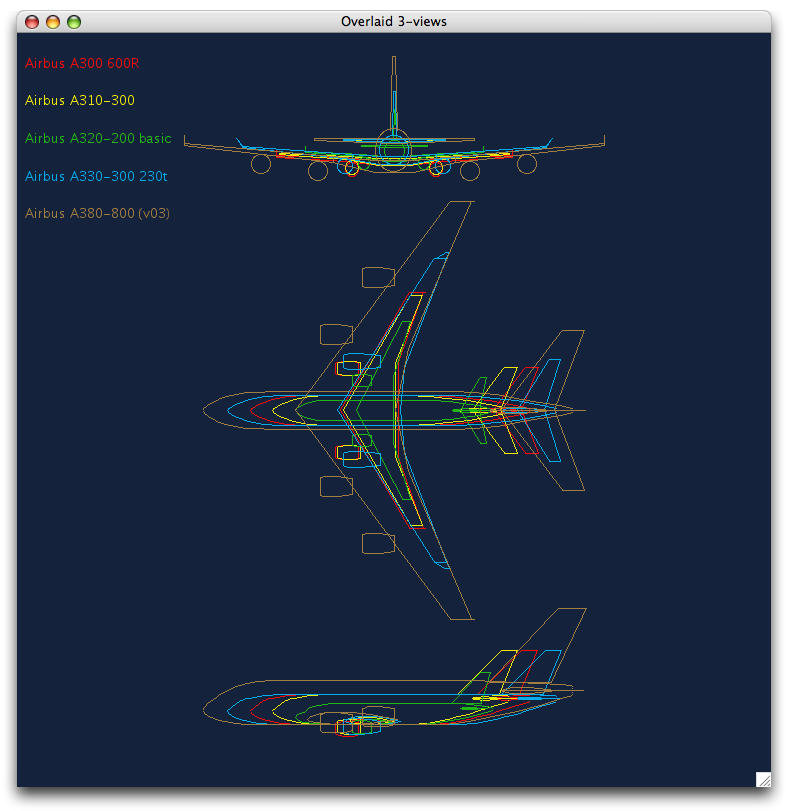 Overlaid 3-views
Airbus A300 600R
Airbus A310-300
Airbus A320-200 basic
Airbus A330-300 230t
Airbus A380-800 (v03)